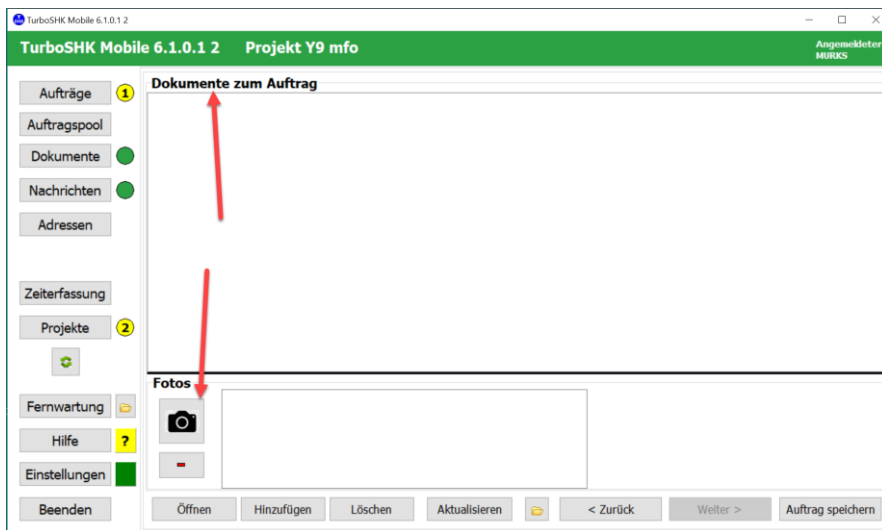 TurboSHK Mobile 6.1.0.1 2
TurboSHK Mobile 6.1.0.1 2 Projekt Y9 mfo
Angemeldeter
MURKS
Dokumente zum Auftrag
Aufträge 1
Auftragspool
Dokumente
Nachrichten
Adressen
Zeiterfassung
Projekte 2
Fotos
Fernwartung
Hilfe ?
Einstellungen
Beenden
Öffnen Hinzufügen Löschen Aktualisieren < Zurück Weiter > Auftrag speichern